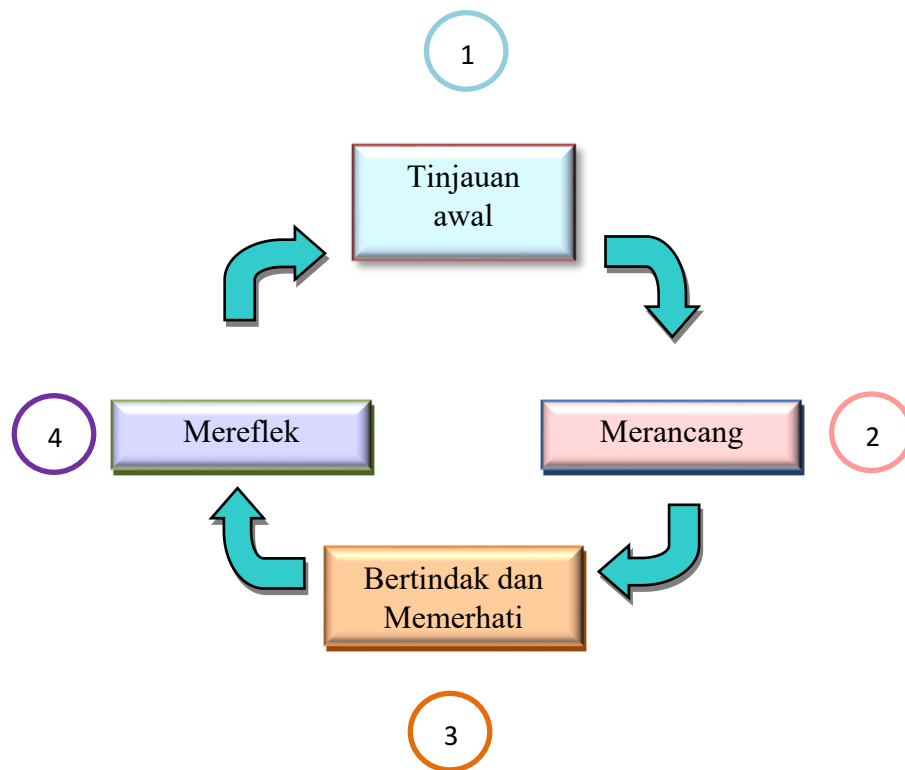 1
Tinjauan
awal
Merancang
2
Bertindak dan
Memerhati
3
Mereflek
4